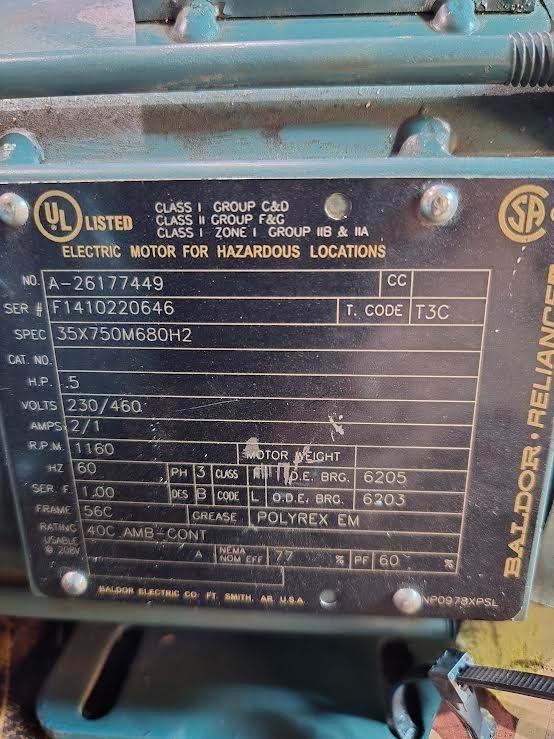 UL LISTED
CLASS I GROUP C&D
CLASS II GROUP F&G
CLASS I ZONE I GROUP IIB & IIA
SA
ELECTRIC MOTOR FOR HAZARDOUS LOCATIONS
NO. A-26177449 CC
SER # F1410220646 T. CODE T3C
SPEC 35X750M680H2
CAT. NO.
H.P. .5
VOLTS 230/460
AMPS 2/1
R.P.M. 1160 MOTOR WEIGHT
HZ 60 PH 3 CLASS D.E. BRG. 6205
SER. F. 1.00 DES B CODE L O.D.E. BRG. 6203
FRAME 56C GREASE POLYREX EM
RATING 40C AMB-CONT
USABLE @ 208V A NEMA NOM EFF 77 % PF 60 %
BALDOR ELECTRIC CO. FT. SMITH, AR U.S.A.
NP0978XPSL
BALDOR · RELIANCER